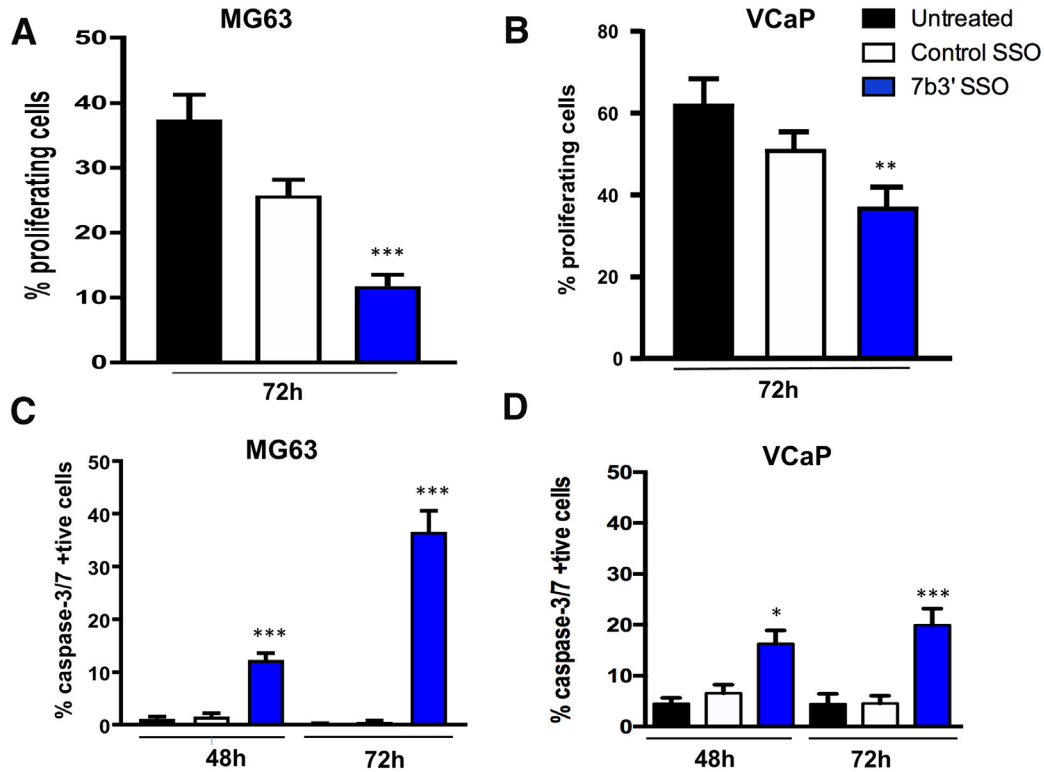 A
MG63
50
40
30
20
10
0
% proliferating cells
***
72h
B
VCaP
80
60
40
20
0
% proliferating cells
**
72h
Untreated
Control SSO
7b3' SSO
C
MG63
50
40
30
20
10
0
% caspase-3/7 +tive cells
***
***
48h
72h
D
VCaP
50
40
30
20
10
0
% caspase-3/7 +tive cells
*
***
48h
72h